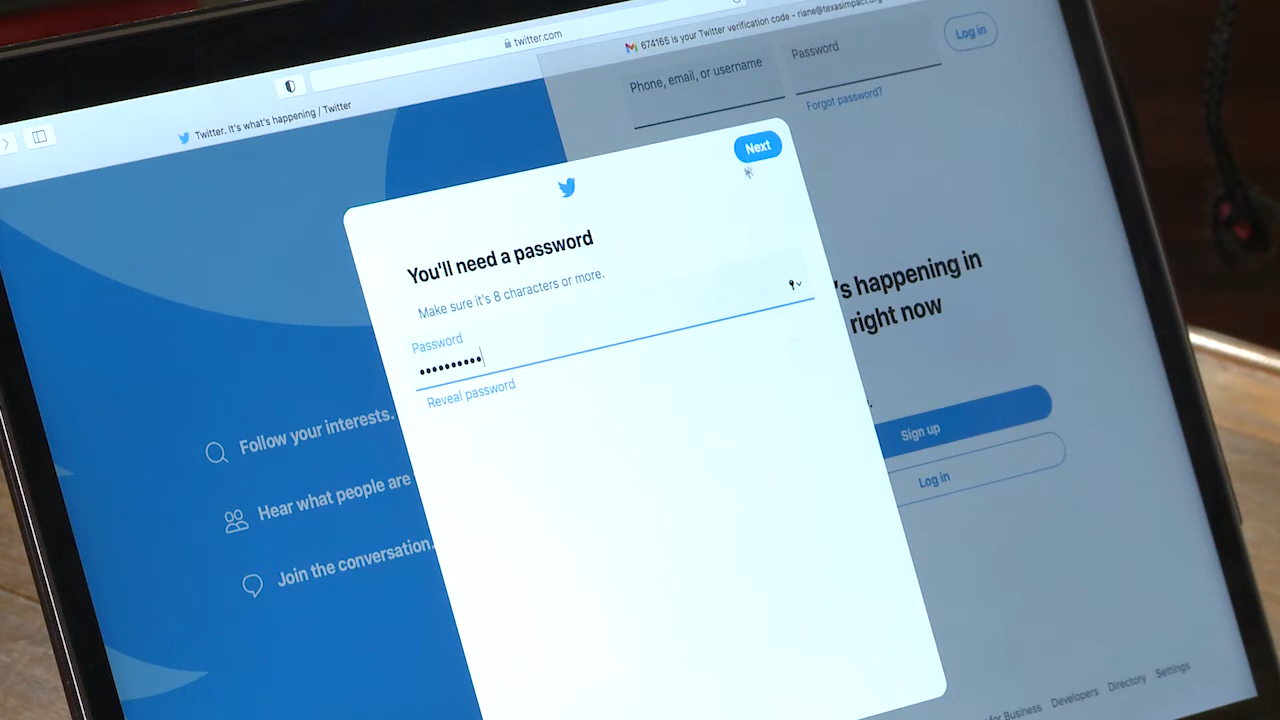 twitter.com
Twitter. It's what's happening / Twitter
674165 is your Twitter verification code - riane@texasimpact.org
Phone, email, or username
Password
Log in
Forgot password?
Next
You'll need a password
Make sure it's 8 characters or more.
Password
••••••••••
Reveal password
Follow your interests.
Hear what people are
Join the conversation.
's happening in
right now
Sign up
Log in
for Business
Developers
Directory
Settings